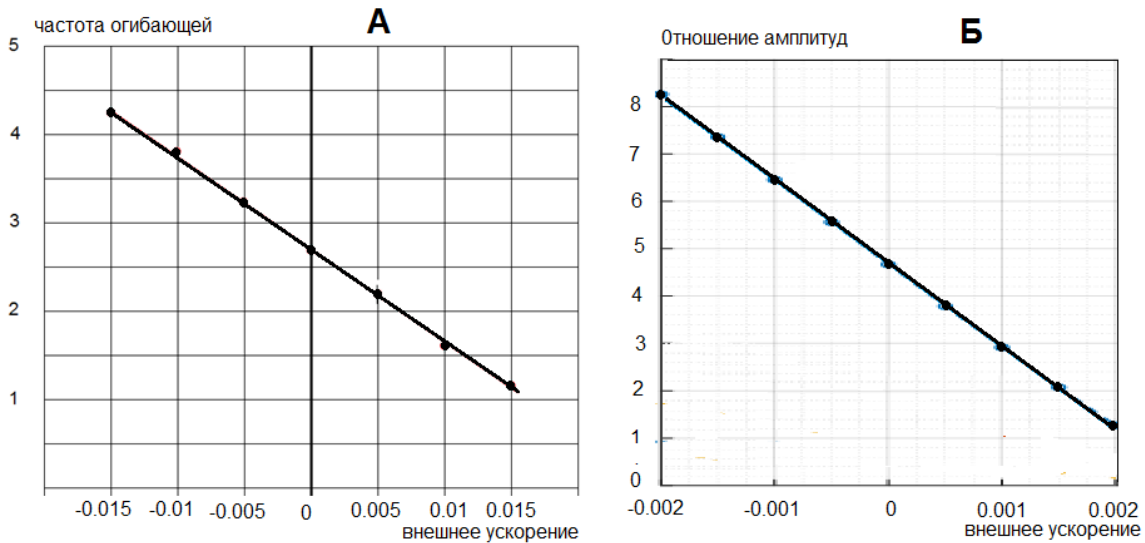 частота огибающей
А
5
4
3
2
1
-0.015 -0.01 -0.005 0 0.005 0.01 0.015
внешнее ускорение
Отношение амплитуд
Б
8
7
6
5
4
3
2
1
0
-0.002 -0.001 0 0.001 0.002
внешнее ускорение